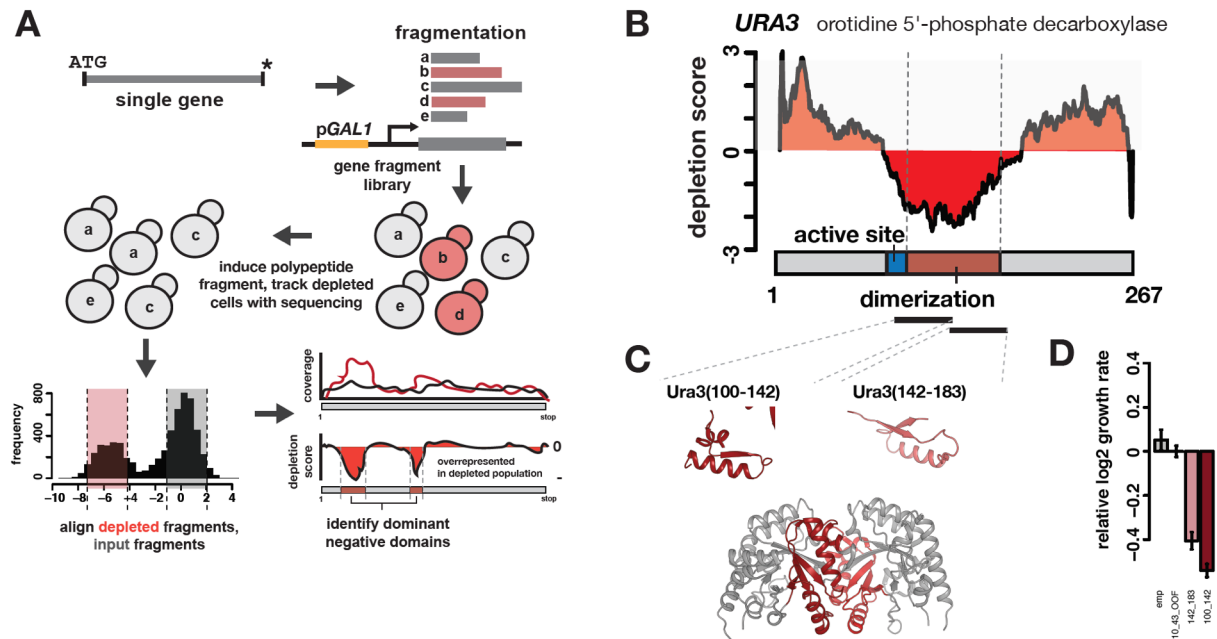 A
ATG
*
single gene
fragmentation
a
b
c
d
e
pGAL1
gene fragment
library
a
c
a
e
c
induce polypeptide
fragment, track depleted
cells with sequencing
a
b
c
e
d
frequency
800
400
0
-10 -8 -6 +4 -2 0 2 4
align depleted fragments,
input fragments
coverage
1
stop
depletion
score
0
-
overrepresented
in depleted population
1
stop
identify dominant
negative domains
B
URA3 orotidine 5'-phosphate decarboxylase
depletion score
3
0
-3
active site
1
267
dimerization
C
Ura3(100-142)
Ura3(142-183)
D
relative log2 growth rate
0.4
0.2
0
-0.2
-0.4
emp
10_43_OOF
142_183
100_142